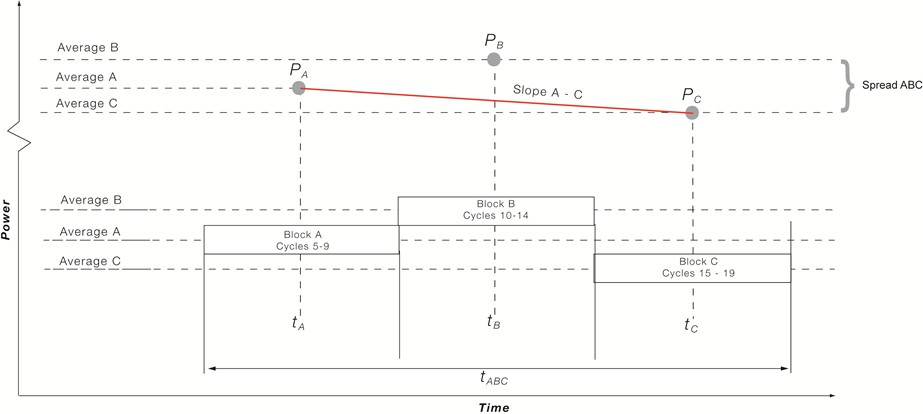 Average B
P_B
P_A
Average A
Slope A - C
Spread ABC
Average C
P_C
Average B
Block B
Cycles 10-14
Average A
Block A
Cycles 5-9
Average C
Block C
Cycles 15 - 19
Power
t_A
t_B
t_C
t_ABC
Time